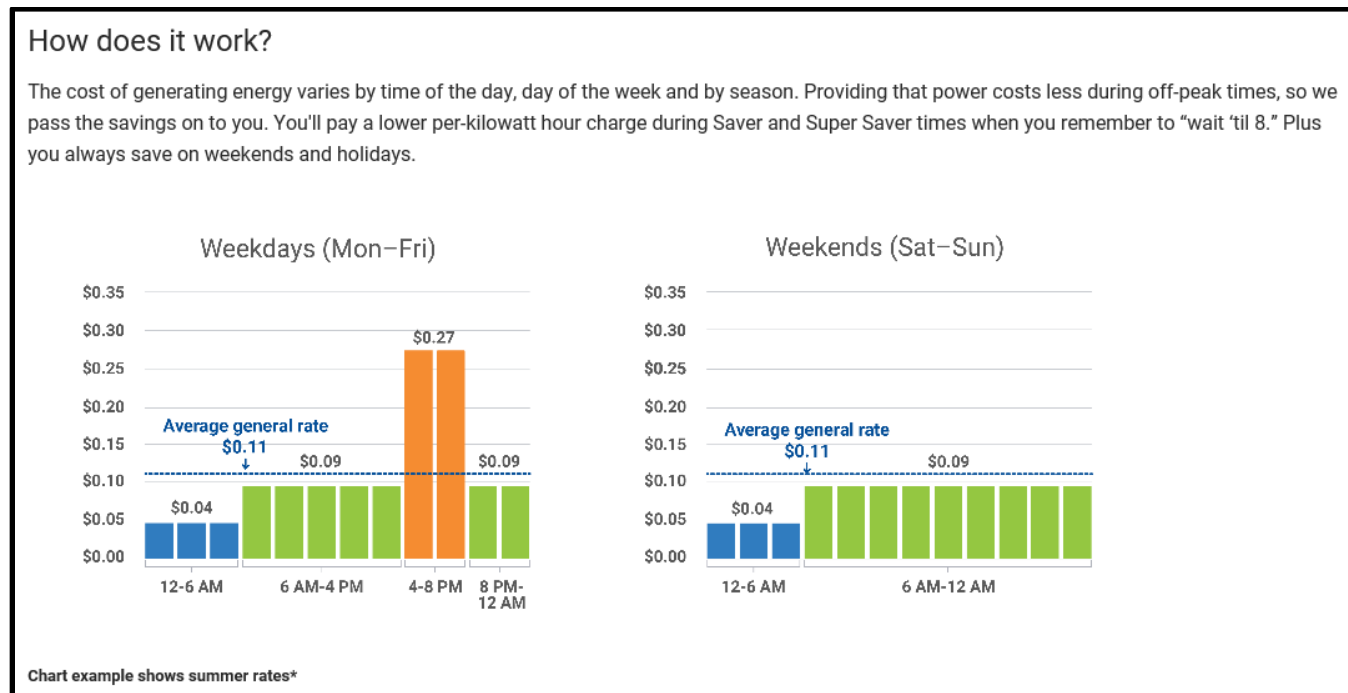 How does it work?
The cost of generating energy varies by time of the day, day of the week and by season. Providing that power costs less during off-peak times, so we
pass the savings on to you. You'll pay a lower per-kilowatt hour charge during Saver and Super Saver times when you remember to “wait ‘til 8.” Plus
you always save on weekends and holidays.
Weekdays (Mon–Fri)
$0.35
$0.30
$0.27
$0.25
$0.20
Average general rate
$0.15
$0.11
$0.09
$0.09
$0.10
$0.04
$0.05
$0.00
12-6 AM
6 AM-4 PM
4-8 PM
8 PM-
12 AM
Weekends (Sat–Sun)
$0.35
$0.30
$0.25
$0.20
Average general rate
$0.15
$0.11
$0.09
$0.10
$0.04
$0.05
$0.00
12-6 AM
6 AM-12 AM
Chart example shows summer rates*